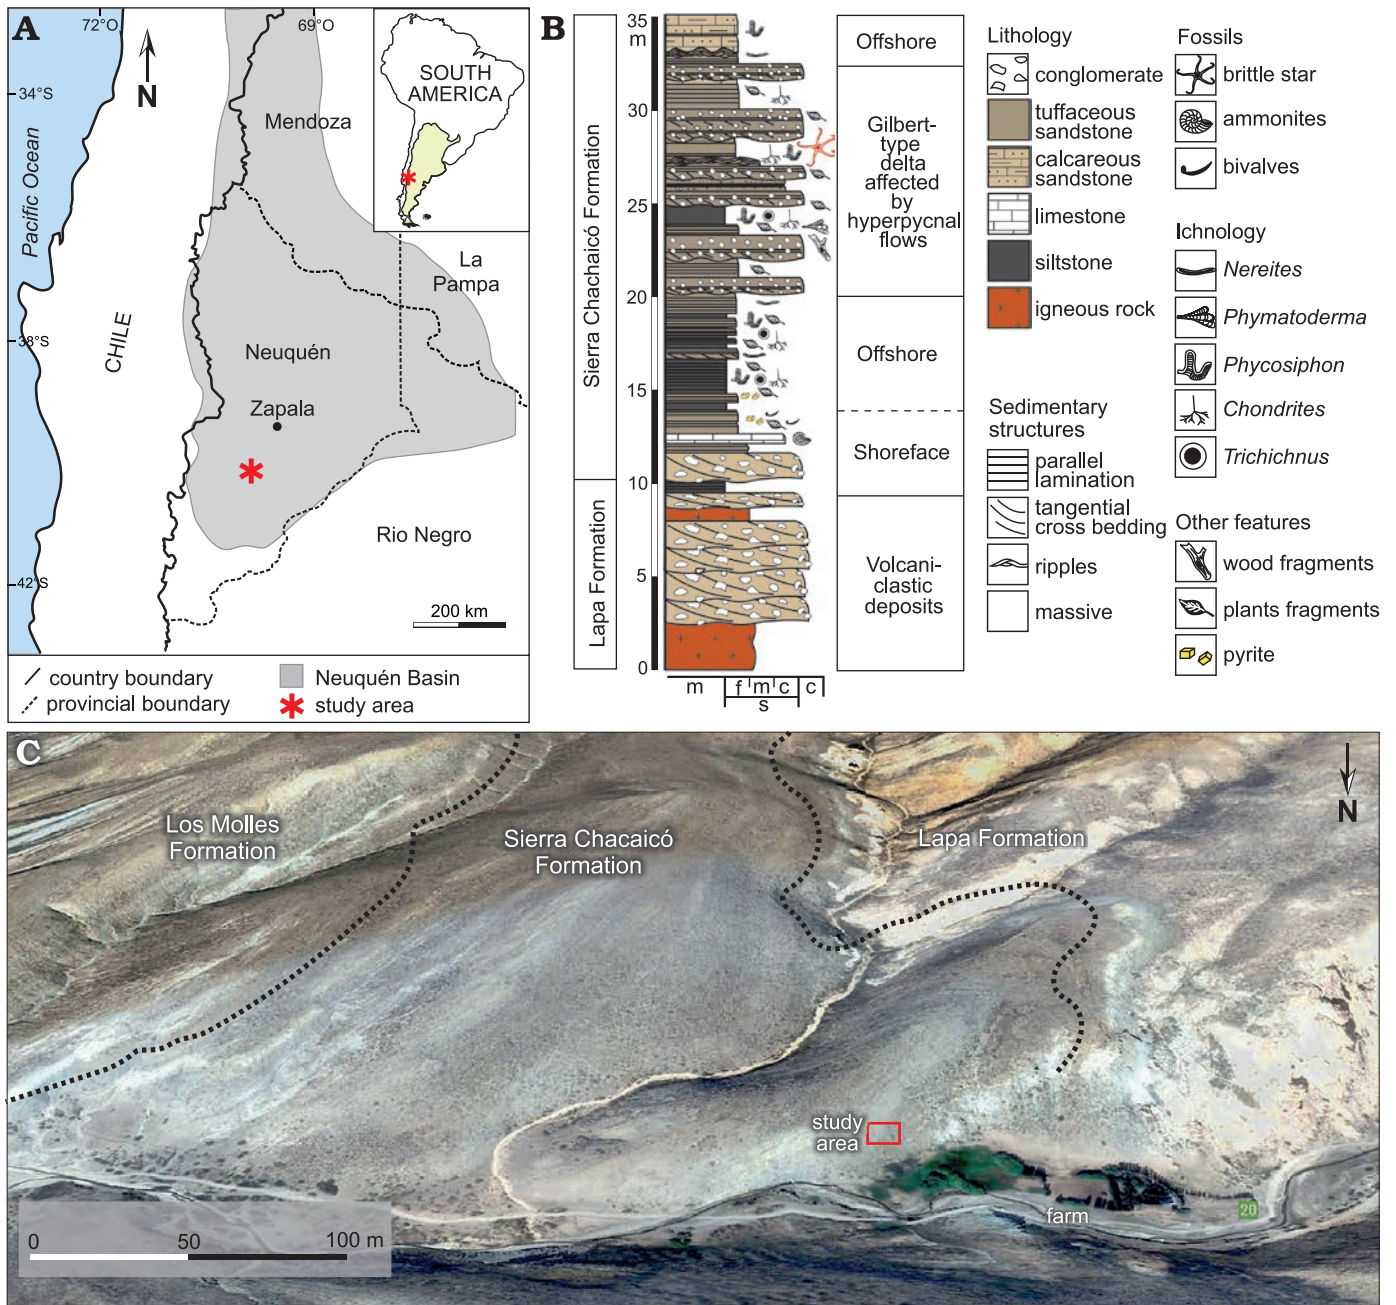 A
72°O
69°O
N
34°S
38°S
42°S
Pacific Ocean
CHILE
Mendoza
La
Pampa
Neuquén
Zapala
Rio Negro
200 km
SOUTH
AMERICA
country boundary
provincial boundary
Neuquén Basin
study area
B
35
m
30
25
20
15
10
5
0
Sierra Chachaicó Formation
Lapa Formation
m
f
m
c
c
s
Offshore
Gilbert-
type
delta
affected
by
hyperpycnal
flows
Offshore
Shoreface
Volcani-
clastic
deposits
Lithology
conglomerate
tuffaceous
sandstone
calcareous
sandstone
limestone
siltstone
igneous rock
Sedimentary
structures
parallel
lamination
tangential
cross bedding
ripples
massive
Fossils
brittle star
ammonites
bivalves
Ichnology
Nereites
Phymatoderma
Phycosiphon
Chondrites
Trichichnus
Other features
wood fragments
plants fragments
pyrite
C
Los Molles
Formation
Sierra Chacaicó
Formation
Lapa Formation
N
study
area
farm
20
0
50
100 m